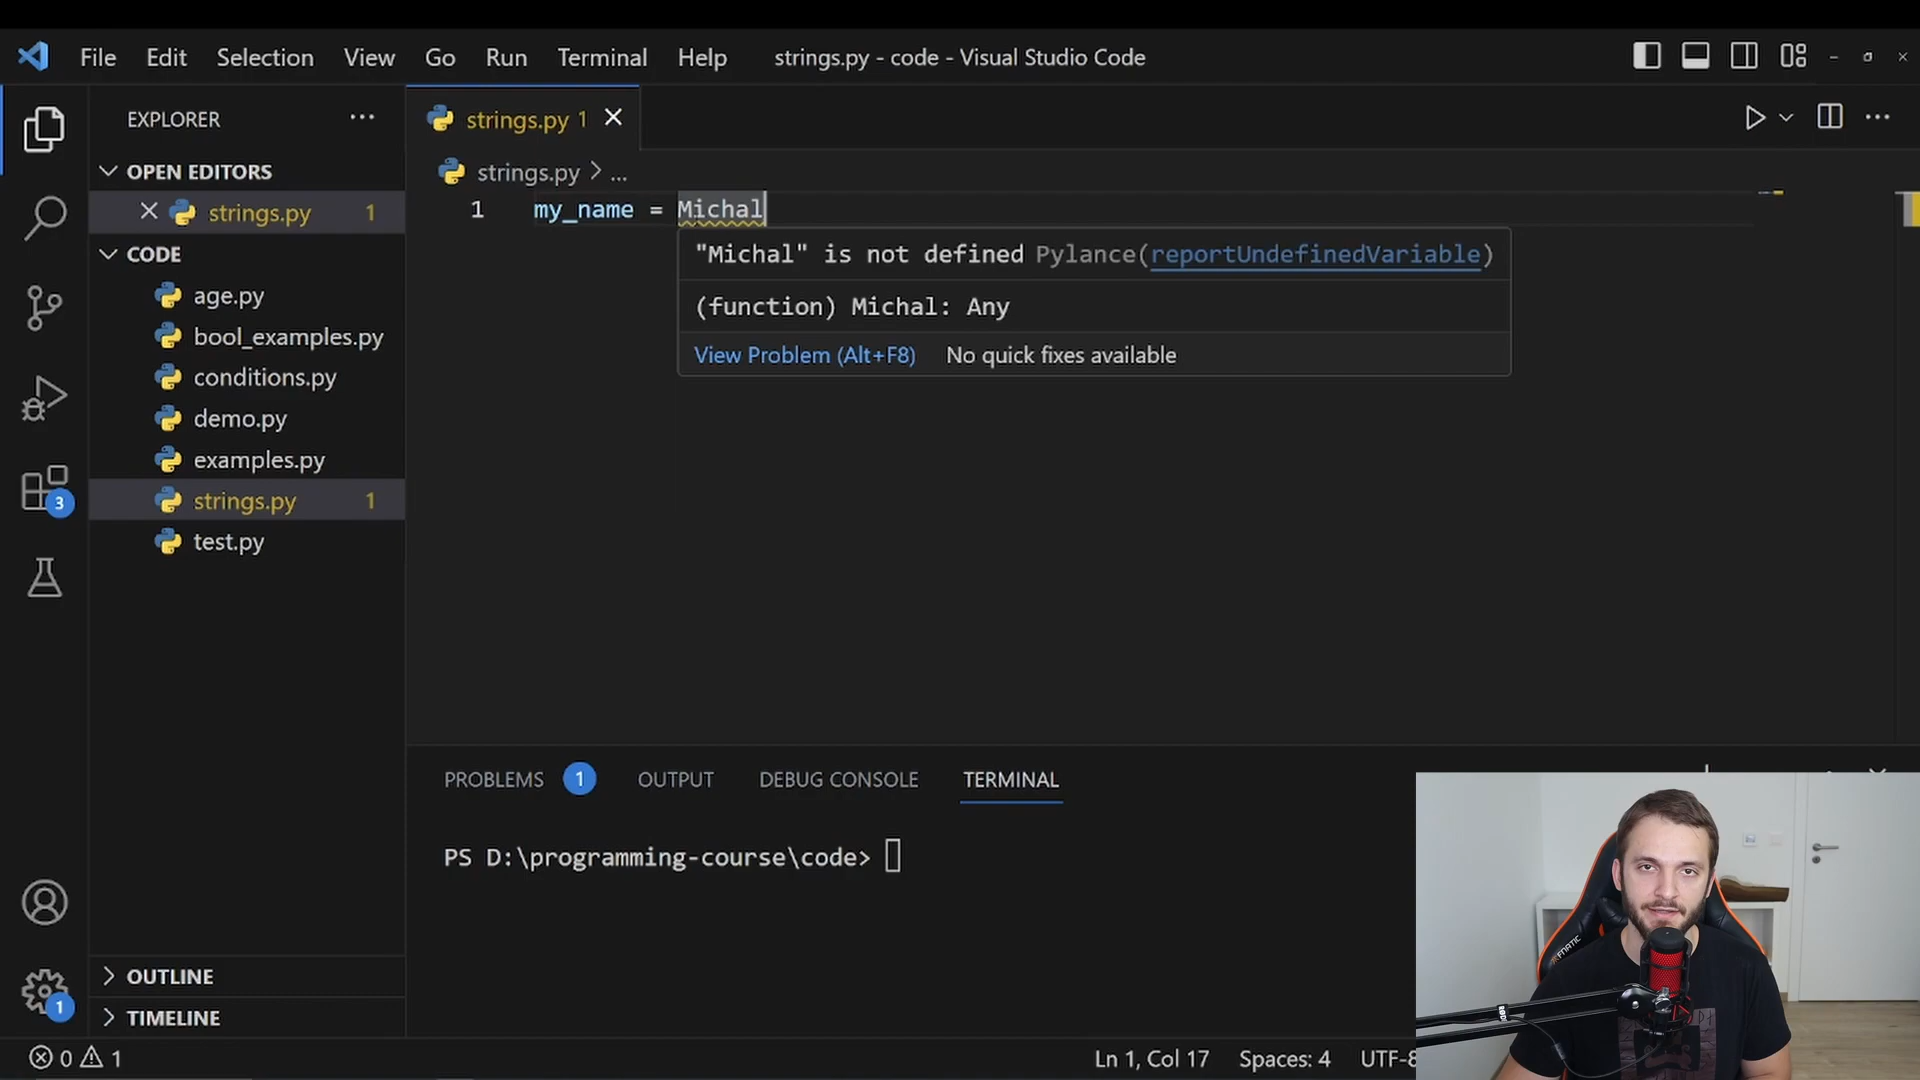 File Edit Selection View Go Run Terminal Help strings.py - code - Visual Studio Code
EXPLORER
OPEN EDITORS
strings.py 1
CODE
age.py
bool_examples.py
conditions.py
demo.py
examples.py
strings.py 1
test.py
OUTLINE
TIMELINE
3
1
strings.py 1
strings.py > ...
1 my_name = Michal
"Michal" is not defined Pylance(reportUndefinedVariable)
(function) Michal: Any
View Problem (Alt+F8) No quick fixes available
PROBLEMS 1 OUTPUT DEBUG CONSOLE TERMINAL
PS D:\programming-course\code>
FNATIC
0 1 Ln 1, Col 17 Spaces: 4 UTF-8